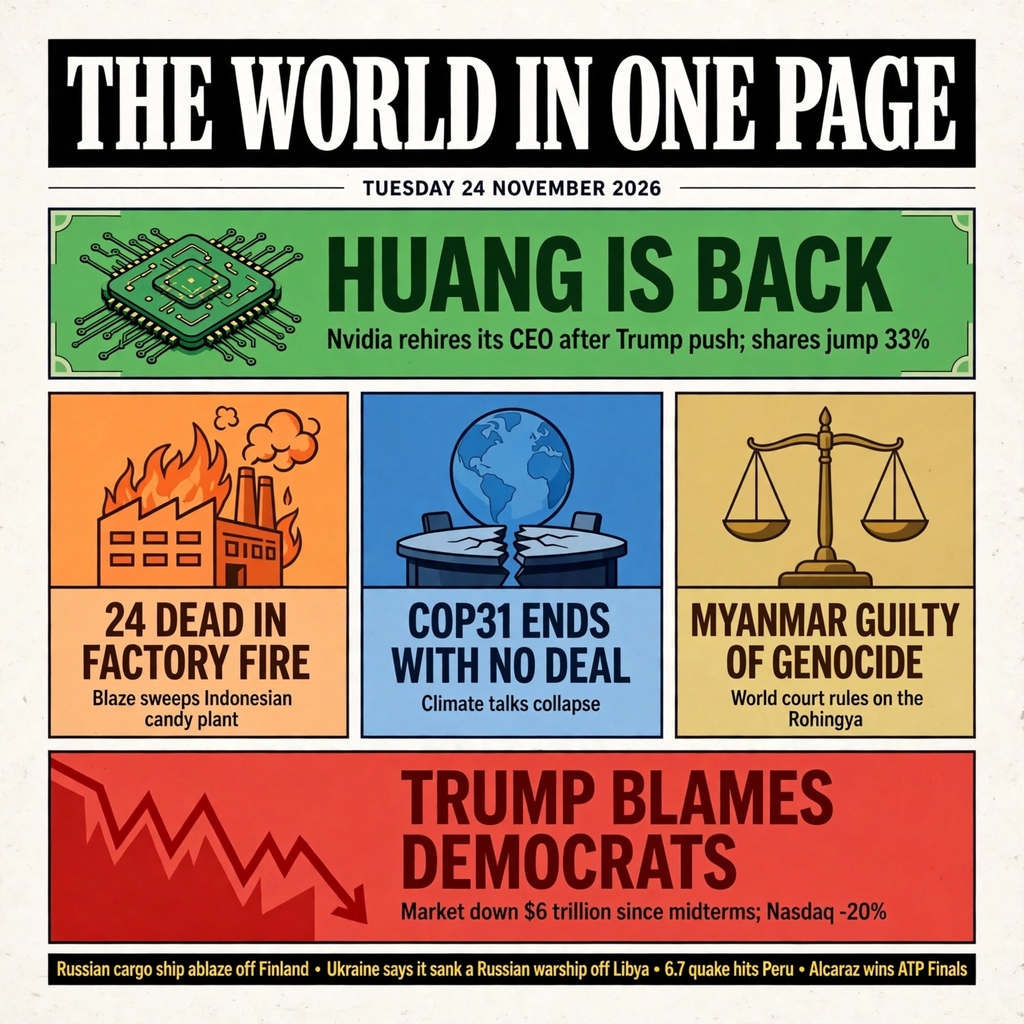 THE WORLD IN ONE PAGE
TUESDAY 24 NOVEMBER 2026
HUANG IS BACK
Nvidia rehires its CEO after Trump push; shares jump 33%
24 DEAD IN
FACTORY FIRE
Blaze sweeps Indonesian
candy plant
COP31 ENDS
WITH NO DEAL
Climate talks collapse
MYANMAR GUILTY
OF GENOCIDE
World court rules on the
Rohingya
TRUMP BLAMES
DEMOCRATS
Market down $6 trillion since midterms; Nasdaq -20%
Russian cargo ship ablaze off Finland • Ukraine says it sank a Russian warship off Libya • 6.7 quake hits Peru • Alcaraz wins ATP Finals